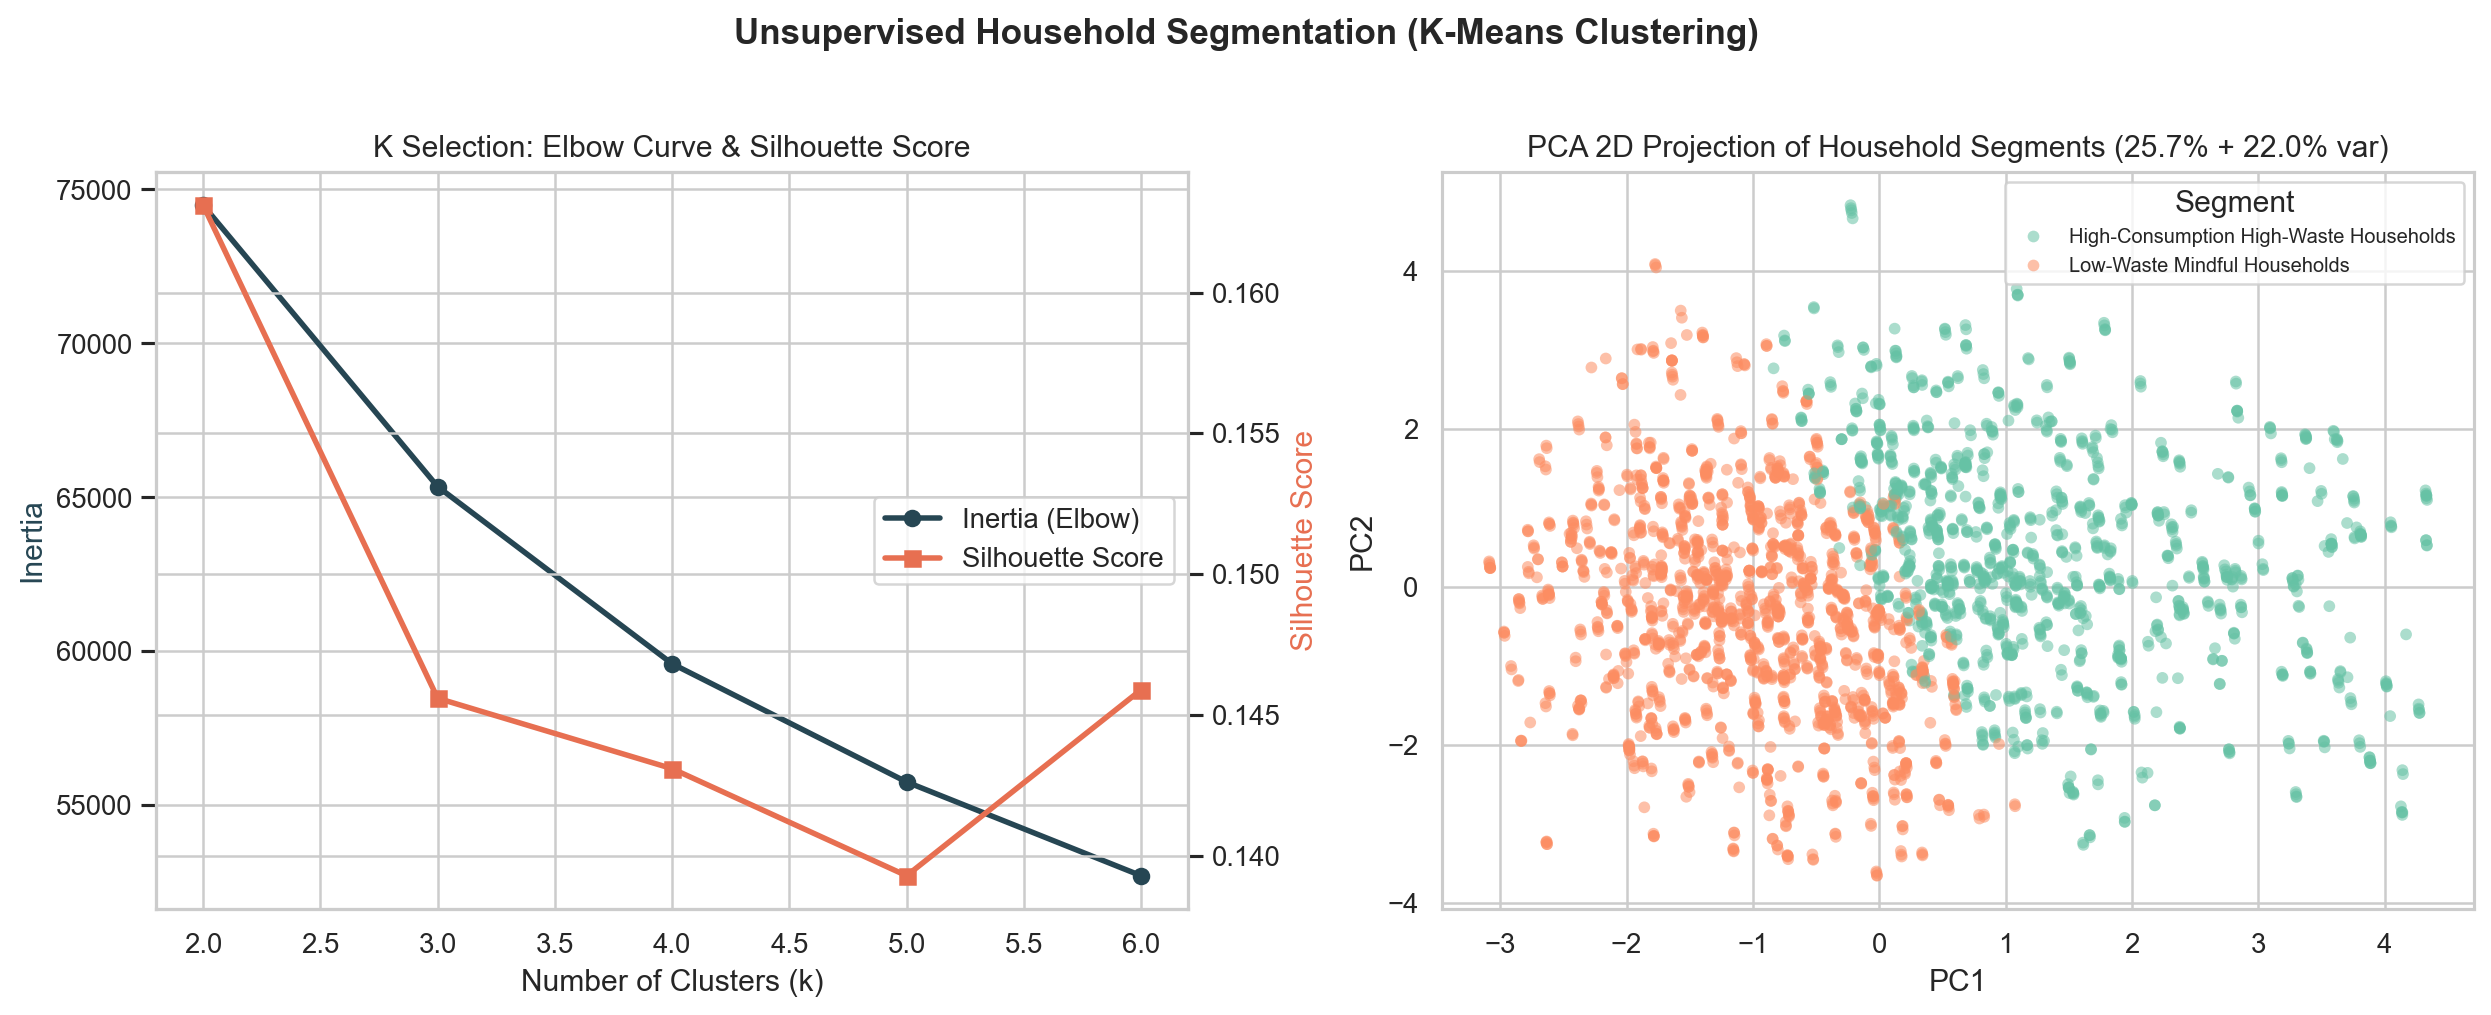 Unsupervised Household Segmentation (K-Means Clustering)
K Selection: Elbow Curve & Silhouette Score
75000
70000
65000
60000
55000
Inertia
0.160
0.155
0.150
0.145
0.140
Silhouette Score
Inertia (Elbow)
Silhouette Score
2.0 2.5 3.0 3.5 4.0 4.5 5.0 5.5 6.0
Number of Clusters (k)
PCA 2D Projection of Household Segments (25.7% + 22.0% var)
Segment
High-Consumption High-Waste Households
Low-Waste Mindful Households
4
2
0
−2
−4
PC2
−3 −2 −1 0 1 2 3 4
PC1